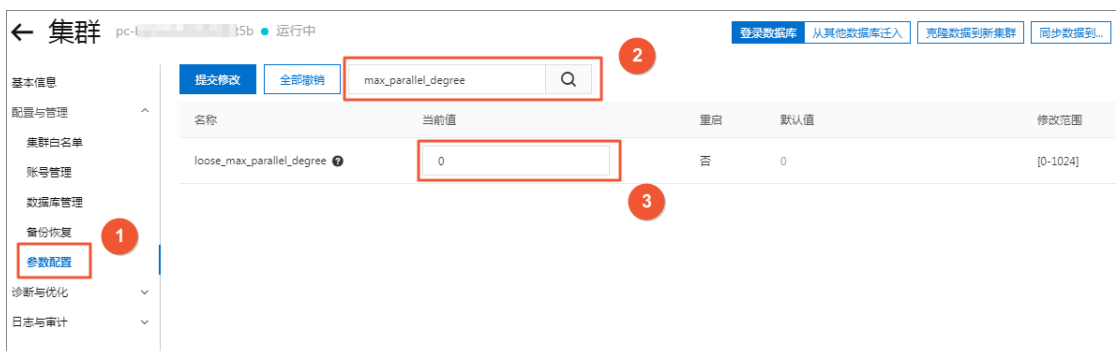 ← 集群 pc- t5b 运行中
登录数据库 从其他数据库迁入 克隆数据到新集群 同步数据到...
2
基本信息
提交修改 全部撤销 max_parallel_degree
配置与管理
名称 当前值 重启 默认值 修改范围
集群白名单
loose_max_parallel_degree ? 0 否 0 [0-1024]
账号管理
3
数据库管理
备份恢复
1
参数配置
诊断与优化
日志与审计